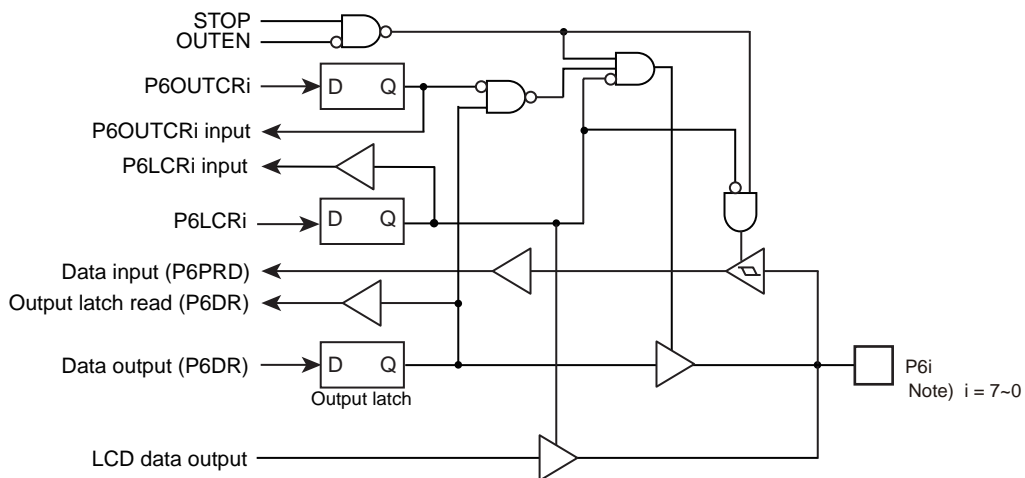 STOP
OUTEN
P6OUTCRi
D Q
P6OUTCRi input
P6LCRi input
P6LCRi
D Q
Data input (P6PRD)
Output latch read (P6DR)
Data output (P6DR)
D Q
Output latch
P6i
Note) i = 7~0
LCD data output